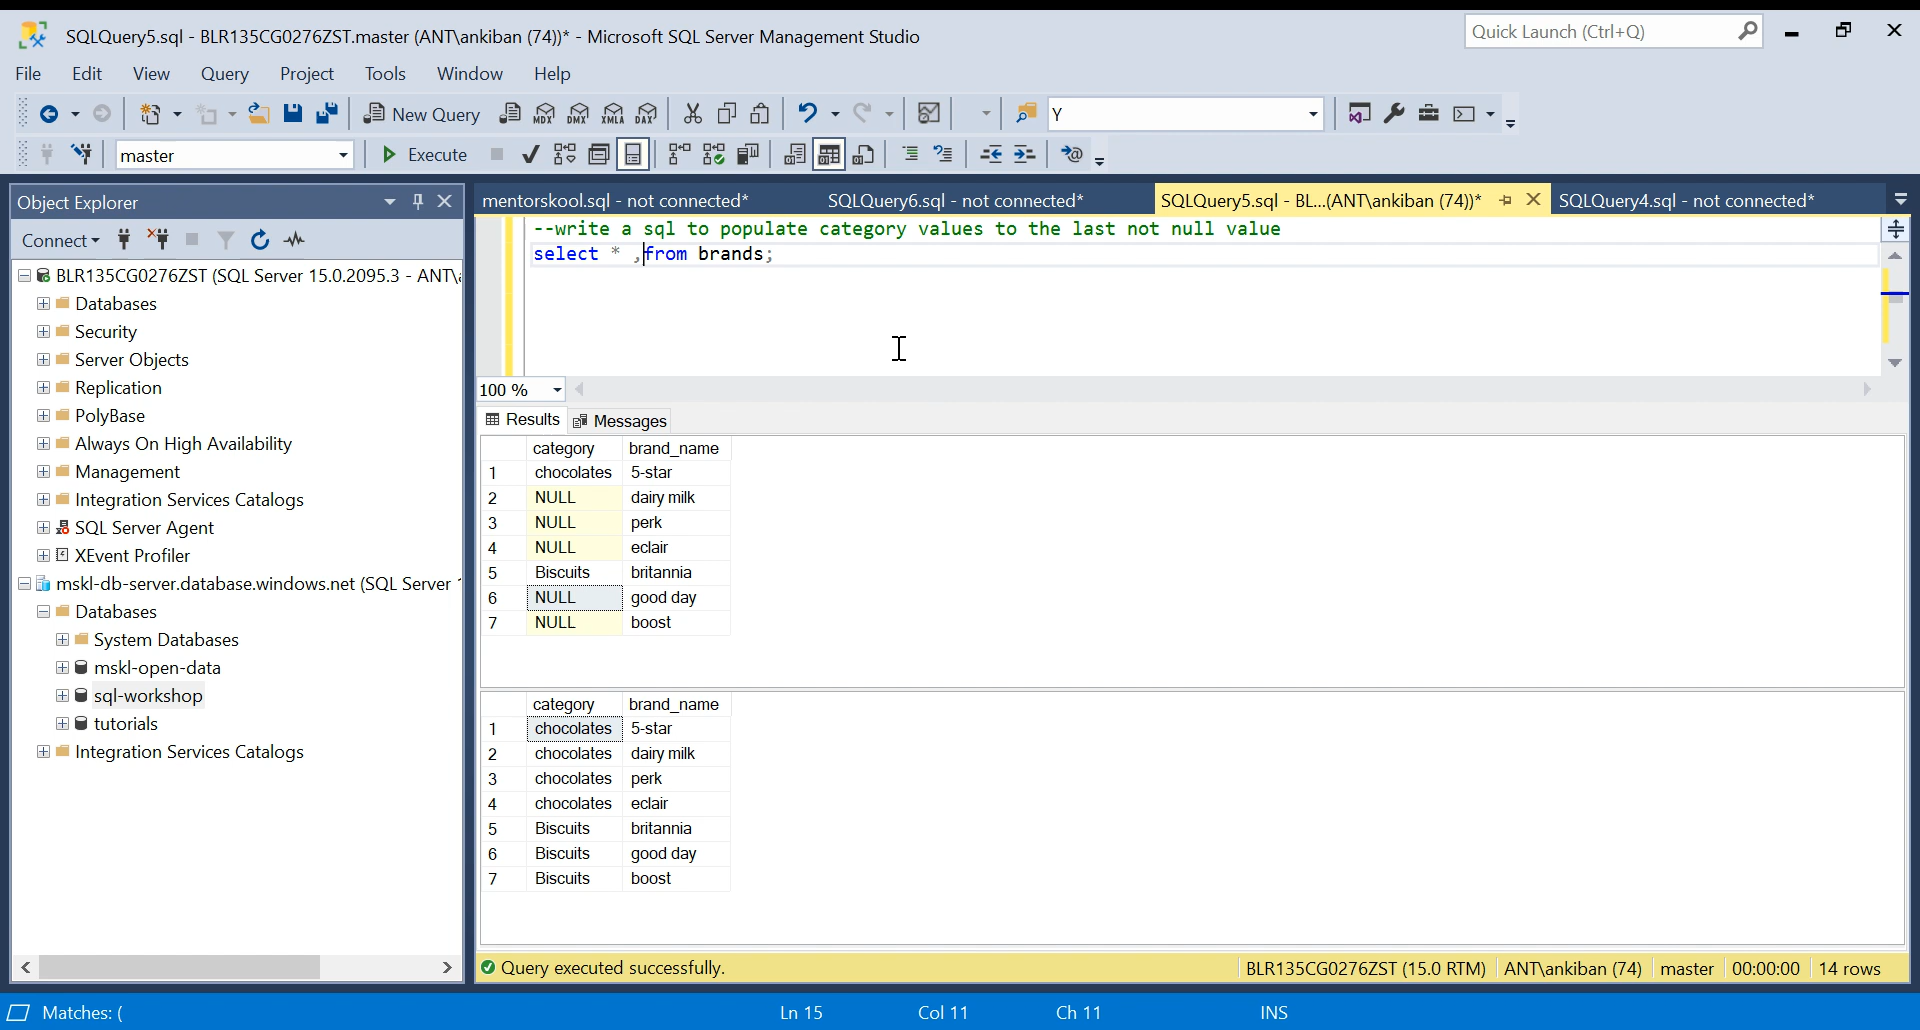 SQLQuery5.sql - BLR135CG0276ZST.master (ANT\ankiban (74))* - Microsoft SQL Server Management Studio
Quick Launch (Ctrl+Q)
File Edit View Query Project Tools Window Help
New Query MDX DMX XMLA DAX Y
master Execute
Object Explorer
mentorskool.sql - not connected* SQLQuery6.sql - not connected* SQLQuery5.sql - BL...(ANT\ankiban (74))* SQLQuery4.sql - not connected*
Connect
BLR135CG0276ZST (SQL Server 15.0.2095.3 - ANT\
Databases
Security
Server Objects
Replication
PolyBase
Always On High Availability
Management
Integration Services Catalogs
SQL Server Agent
XEvent Profiler
mskl-db-server.database.windows.net (SQL Server
Databases
System Databases
mskl-open-data
sql-workshop
tutorials
Integration Services Catalogs
--write a sql to populate category values to the last not null value
select * ,from brands;
100 %
Results Messages
category brand_name
1 chocolates 5-star
2 NULL dairy milk
3 NULL perk
4 NULL eclair
5 Biscuits britannia
6 NULL good day
7 NULL boost
category brand_name
1 chocolates 5-star
2 chocolates dairy milk
3 chocolates perk
4 chocolates eclair
5 Biscuits britannia
6 Biscuits good day
7 Biscuits boost
Query executed successfully.
BLR135CG0276ZST (15.0 RTM) ANT\ankiban (74) master 00:00:00 14 rows
Matches: ( Ln 15 Col 11 Ch 11 INS